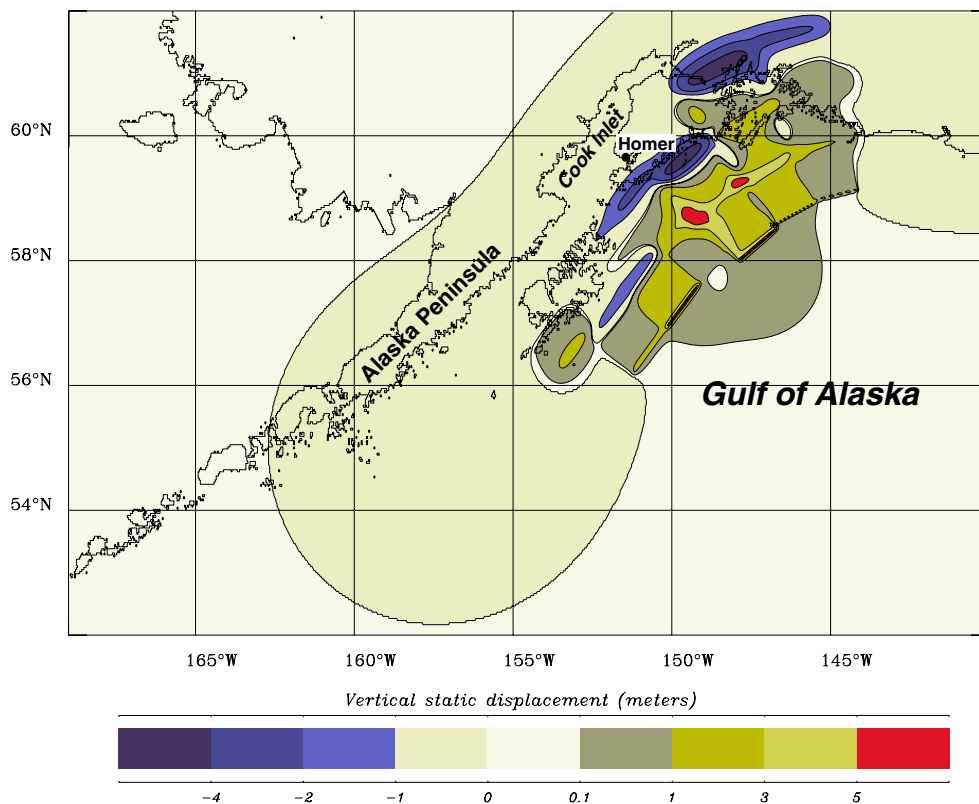 60°N
58°N
56°N
54°N
Homer
Cook Inlet
Alaska Peninsula
Gulf of Alaska
165°W 160°W 155°W 150°W 145°W
Vertical static displacement (meters)
-4 -2 -1 0 0.1 1 3 5